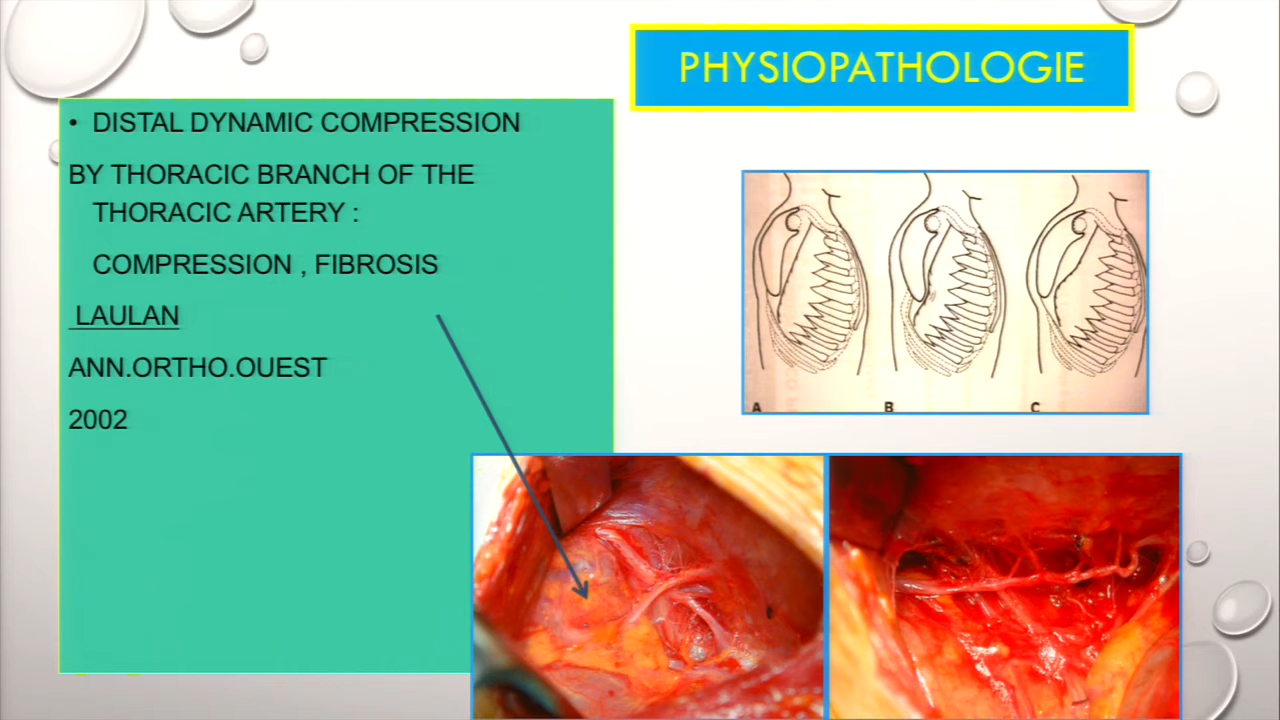 PHYSIOPATHOLOGIE
• DISTAL DYNAMIC COMPRESSION
BY THORACIC BRANCH OF THE
THORACIC ARTERY :
COMPRESSION , FIBROSIS
LAULAN
ANN.ORTHO.OUEST
2002
A B C